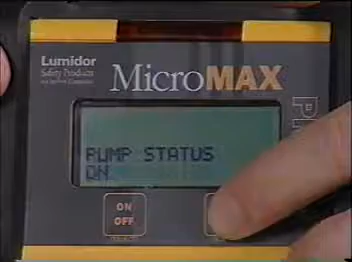 Lumidor
Safety Products
MicroMAX
PUMP STATUS
ON
ON
OFF